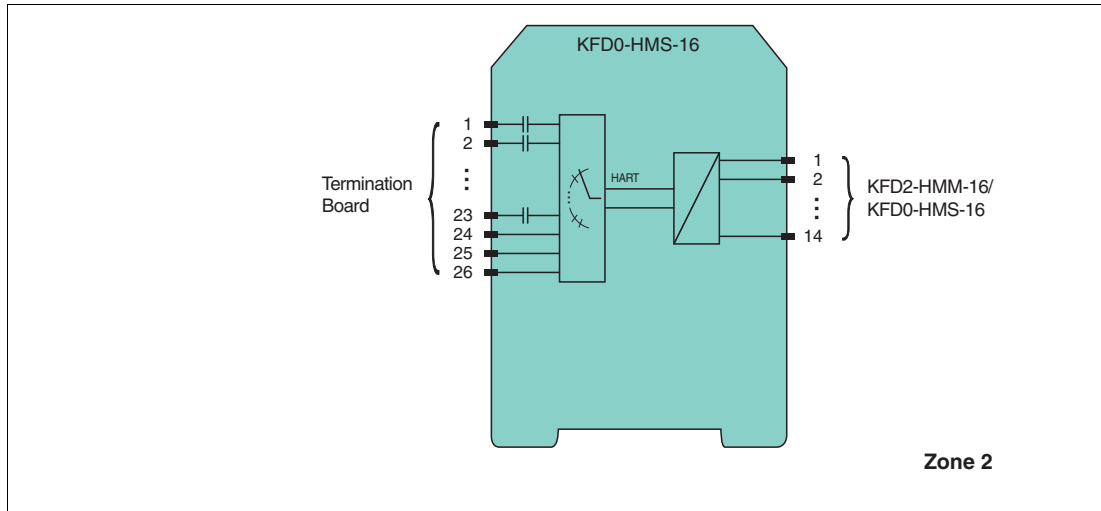 KFD0-HMS-16
1
2
⋮
23
24
25
26
Termination
Board
HART
1
2
⋮
14
KFD2-HMM-16/
KFD0-HMS-16
Zone 2